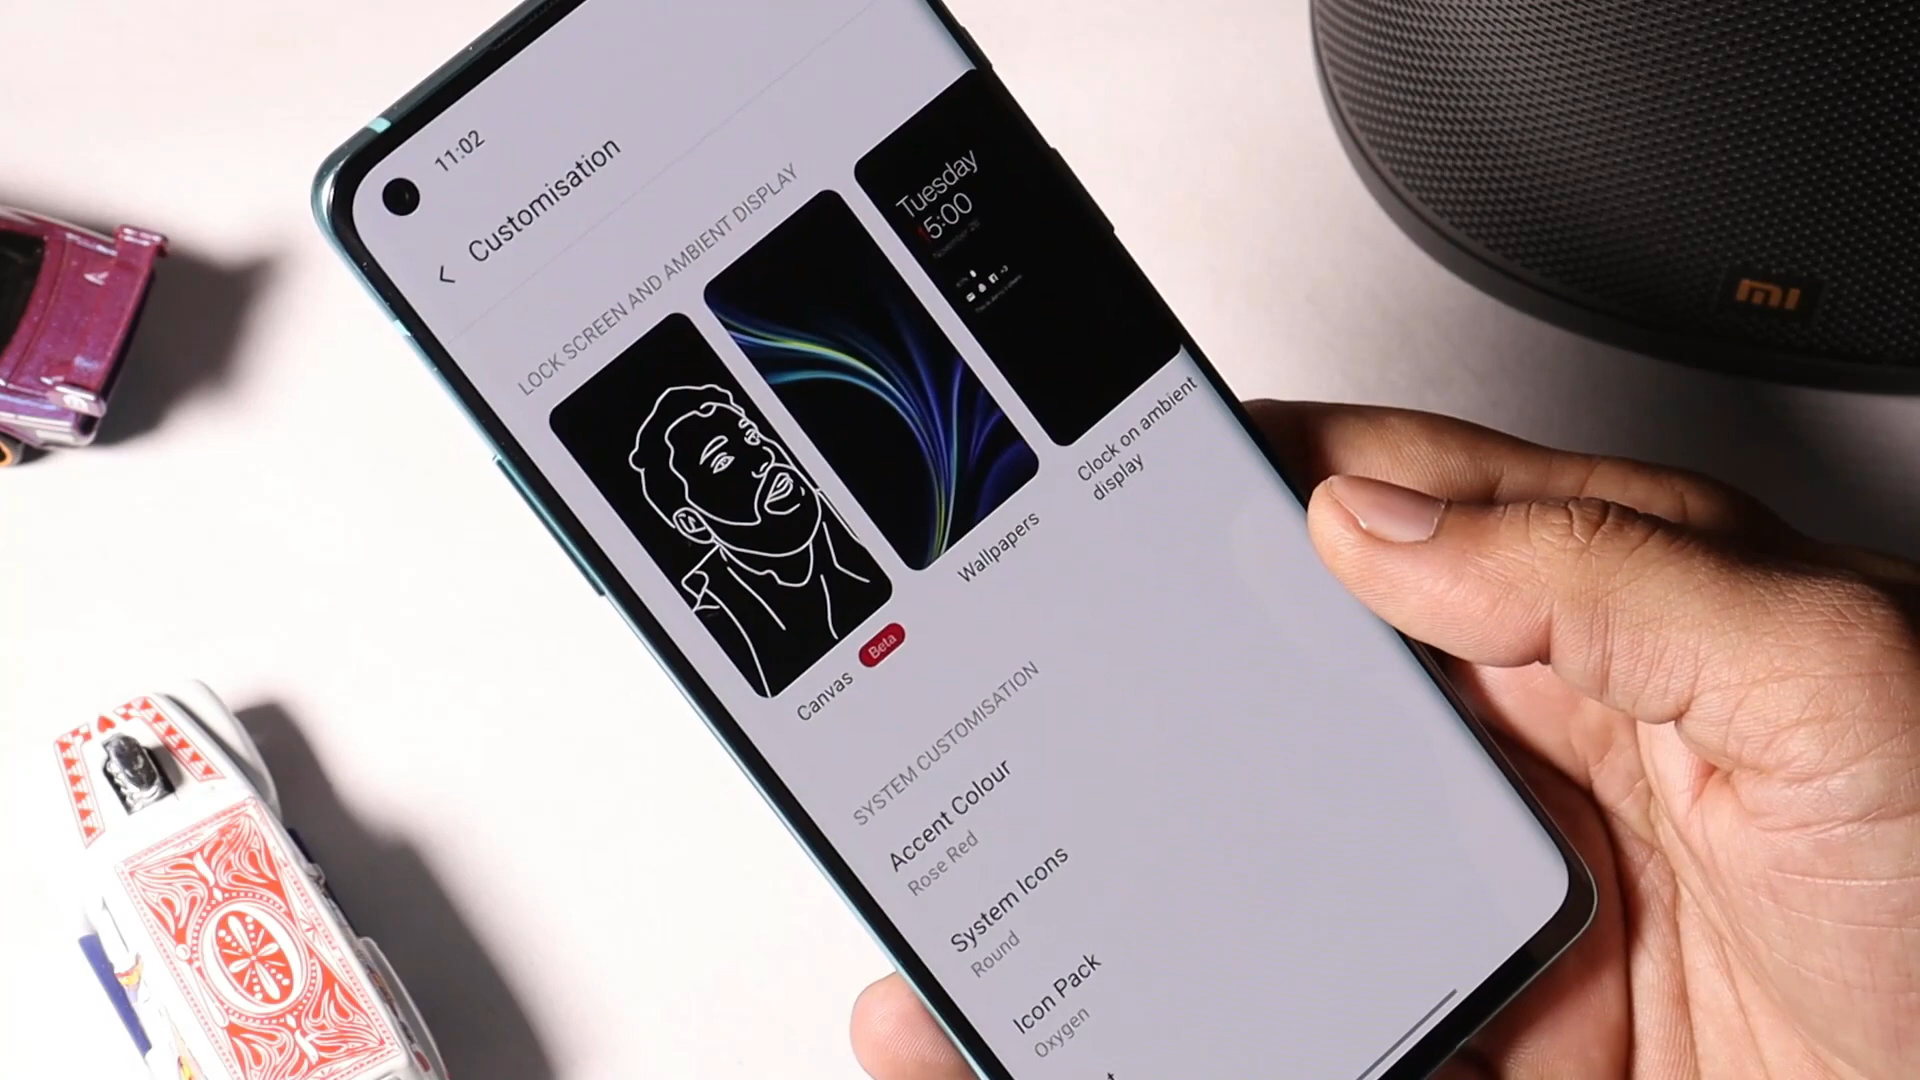 11:02
Customisation
LOCK SCREEN AND AMBIENT DISPLAY
Tuesday
15:00
Canvas
Beta
Wallpapers
Clock on ambient
display
SYSTEM CUSTOMISATION
Accent Colour
Rose Red
System Icons
Round
Icon Pack
Oxygen
mi